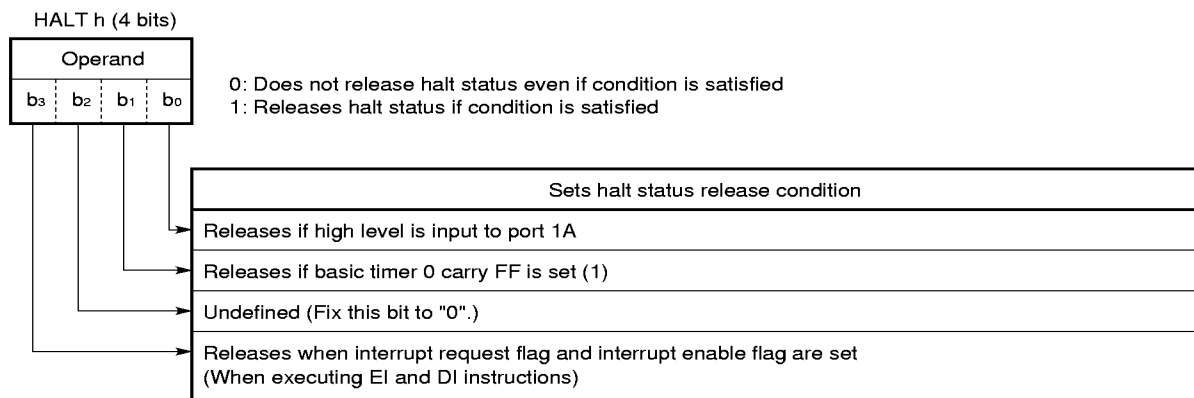 HALT h (4 bits)
Operand
b3 b2 b1 b0
0: Does not release halt status even if condition is satisfied
1: Releases halt status if condition is satisfied
Sets halt status release condition
Releases if high level is input to port 1A
Releases if basic timer 0 carry FF is set (1)
Undefined (Fix this bit to "0".)
Releases when interrupt request flag and interrupt enable flag are set
(When executing EI and DI instructions)